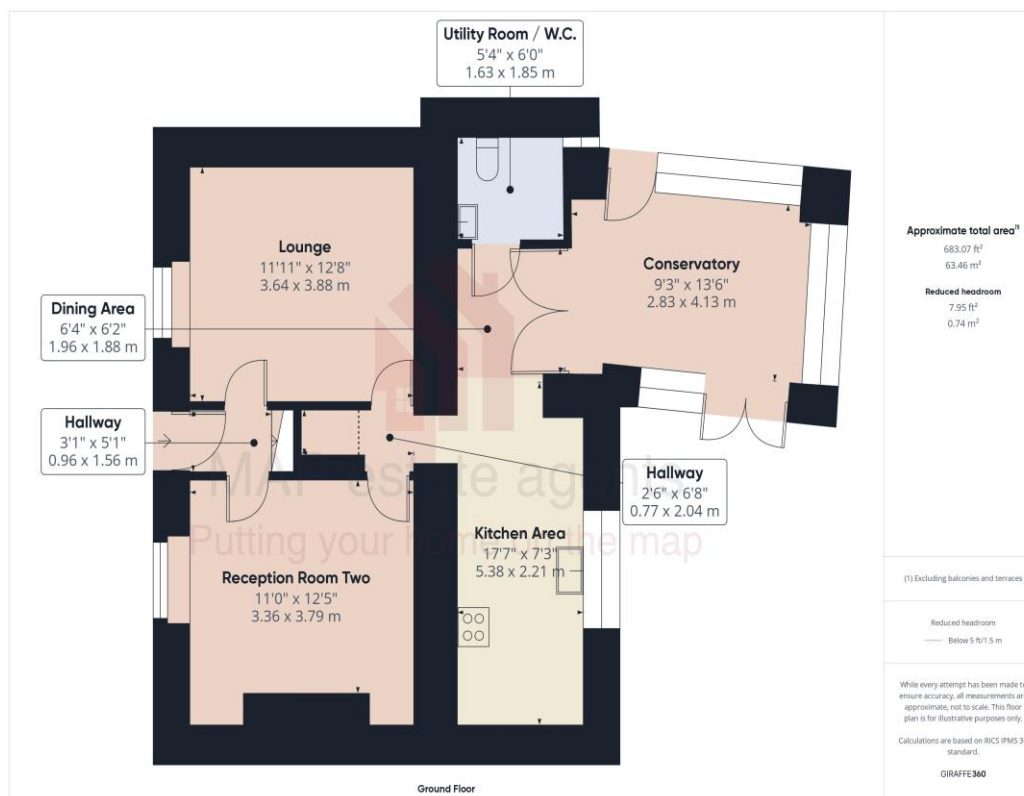 Utility Room / W.C.
5'4" x 6'0"
1.63 x 1.85 m
Lounge
11'11" x 12'8"
3.64 x 3.88 m
Conservatory
9'3" x 13'6"
2.83 x 4.13 m
Dining Area
6'4" x 6'2"
1.96 x 1.88 m
Hallway
3'1" x 5'1"
0.96 x 1.56 m
Hallway
2'6" x 6'8"
0.77 x 2.04 m
MAP estate agents
Putting your home on the map
Kitchen Area
17'7" x 7'3"
5.38 x 2.21 m
Reception Room Two
11'0" x 12'5"
3.36 x 3.79 m
Ground Floor
Approximate total area(1)
683.07 ft²
63.46 m²
Reduced headroom
7.95 ft²
0.74 m²
(1) Excluding balconies and terraces
Reduced headroom
Below 5 ft/1.5 m
While every attempt has been made to
ensure accuracy, all measurements are
approximate, not to scale. This floor
plan is for illustrative purposes only.
Calculations are based on RICS IPMS 3
standard.
GIRAFFE360